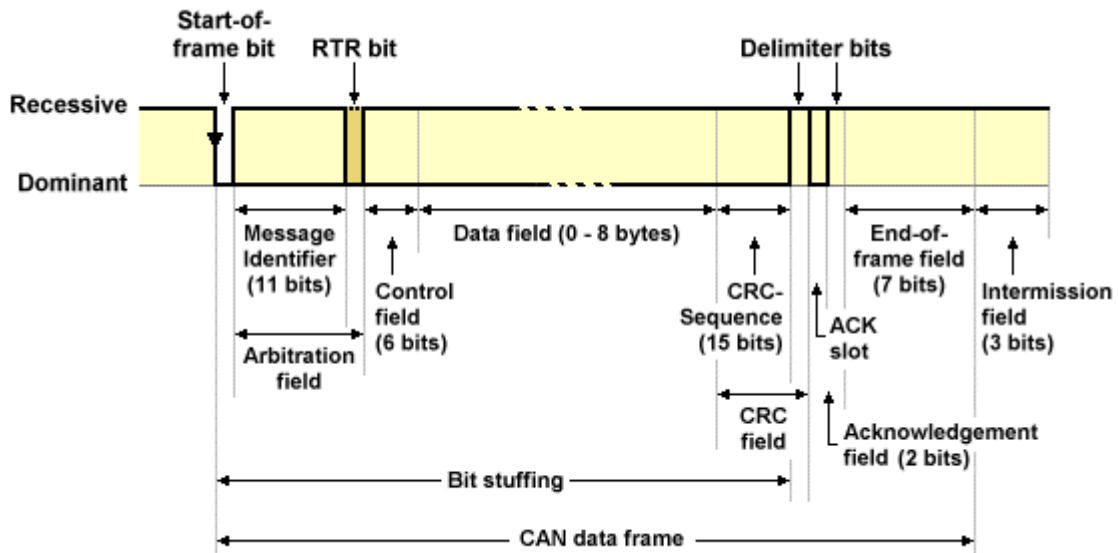 Start-of-
frame bit
RTR bit
Delimiter bits
Recessive
Dominant
Message
Identifier
(11 bits)
Data field (0 - 8 bytes)
End-of-
frame field
(7 bits)
Control
field
(6 bits)
CRC-
Sequence
(15 bits)
ACK
slot
Intermission
field
(3 bits)
Arbitration
field
CRC
field
Acknowledgement
field (2 bits)
Bit stuffing
CAN data frame